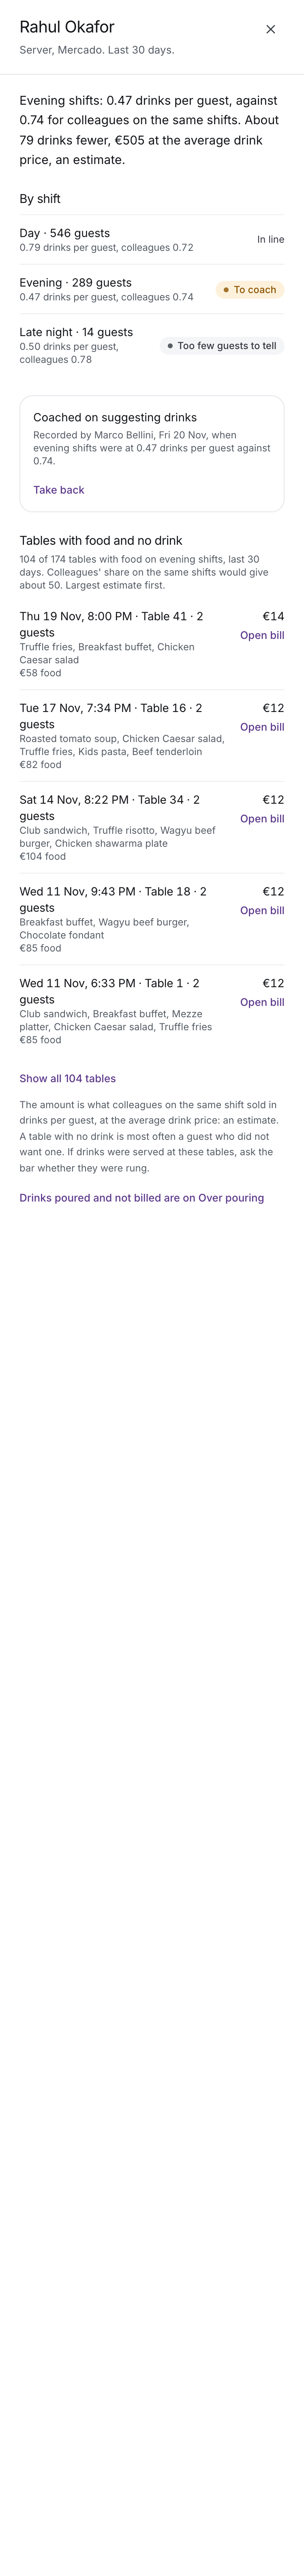 Rahul Okafor
Server, Mercado. Last 30 days.
Evening shifts: 0.47 drinks per guest, against
0.74 for colleagues on the same shifts. About
79 drinks fewer, €505 at the average drink
price, an estimate.
By shift
Day · 546 guests
0.79 drinks per guest, colleagues 0.72
In line
Evening · 289 guests
0.47 drinks per guest, colleagues 0.74
To coach
Late night · 14 guests
0.50 drinks per guest,
colleagues 0.78
Too few guests to tell
Coached on suggesting drinks
Recorded by Marco Bellini, Fri 20 Nov, when
evening shifts were at 0.47 drinks per guest against
0.74.
Take back
Tables with food and no drink
104 of 174 tables with food on evening shifts, last 30
days. Colleagues' share on the same shifts would give
about 50. Largest estimate first.
Thu 19 Nov, 8:00 PM · Table 41 · 2
guests
Truffle fries, Breakfast buffet, Chicken
Caesar salad
€58 food
€14
Open bill
Tue 17 Nov, 7:34 PM · Table 16 · 2
guests
Roasted tomato soup, Chicken Caesar salad,
Truffle fries, Kids pasta, Beef tenderloin
€82 food
€12
Open bill
Sat 14 Nov, 8:22 PM · Table 34 · 2
guests
Club sandwich, Truffle risotto, Wagyu beef
burger, Chicken shawarma plate
€104 food
€12
Open bill
Wed 11 Nov, 9:43 PM · Table 18 · 2
guests
Breakfast buffet, Wagyu beef burger,
Chocolate fondant
€85 food
€12
Open bill
Wed 11 Nov, 6:33 PM · Table 1 · 2
guests
Club sandwich, Breakfast buffet, Mezze
platter, Chicken Caesar salad, Truffle fries
€85 food
€12
Open bill
Show all 104 tables
The amount is what colleagues on the same shift sold in
drinks per guest, at the average drink price: an estimate.
A table with no drink is most often a guest who did not
want one. If drinks were served at these tables, ask the
bar whether they were rung.
Drinks poured and not billed are on Over pouring